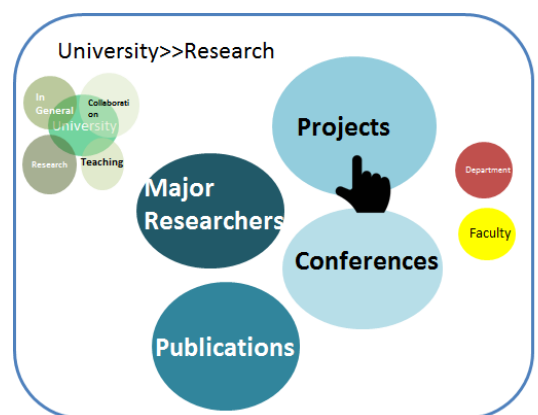 University>>Research
In
General
Collaborati
on
University
Research
Teaching
Projects
Department
Major
Researchers
Faculty
Conferences
Publications